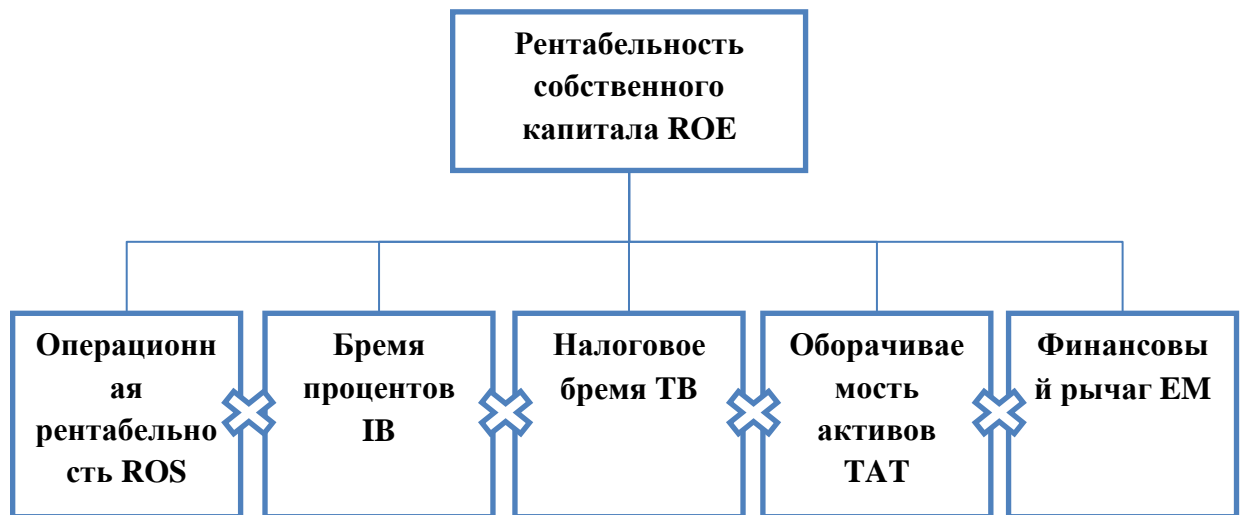 Рентабельность
собственного
капитала ROE
Операционн
ая
рентабельно
сть ROS
Бремя
процентов
IB
Налоговое
бремя TB
Оборачивае
мость
активов
TAT
Финансовы
й рычаг EM